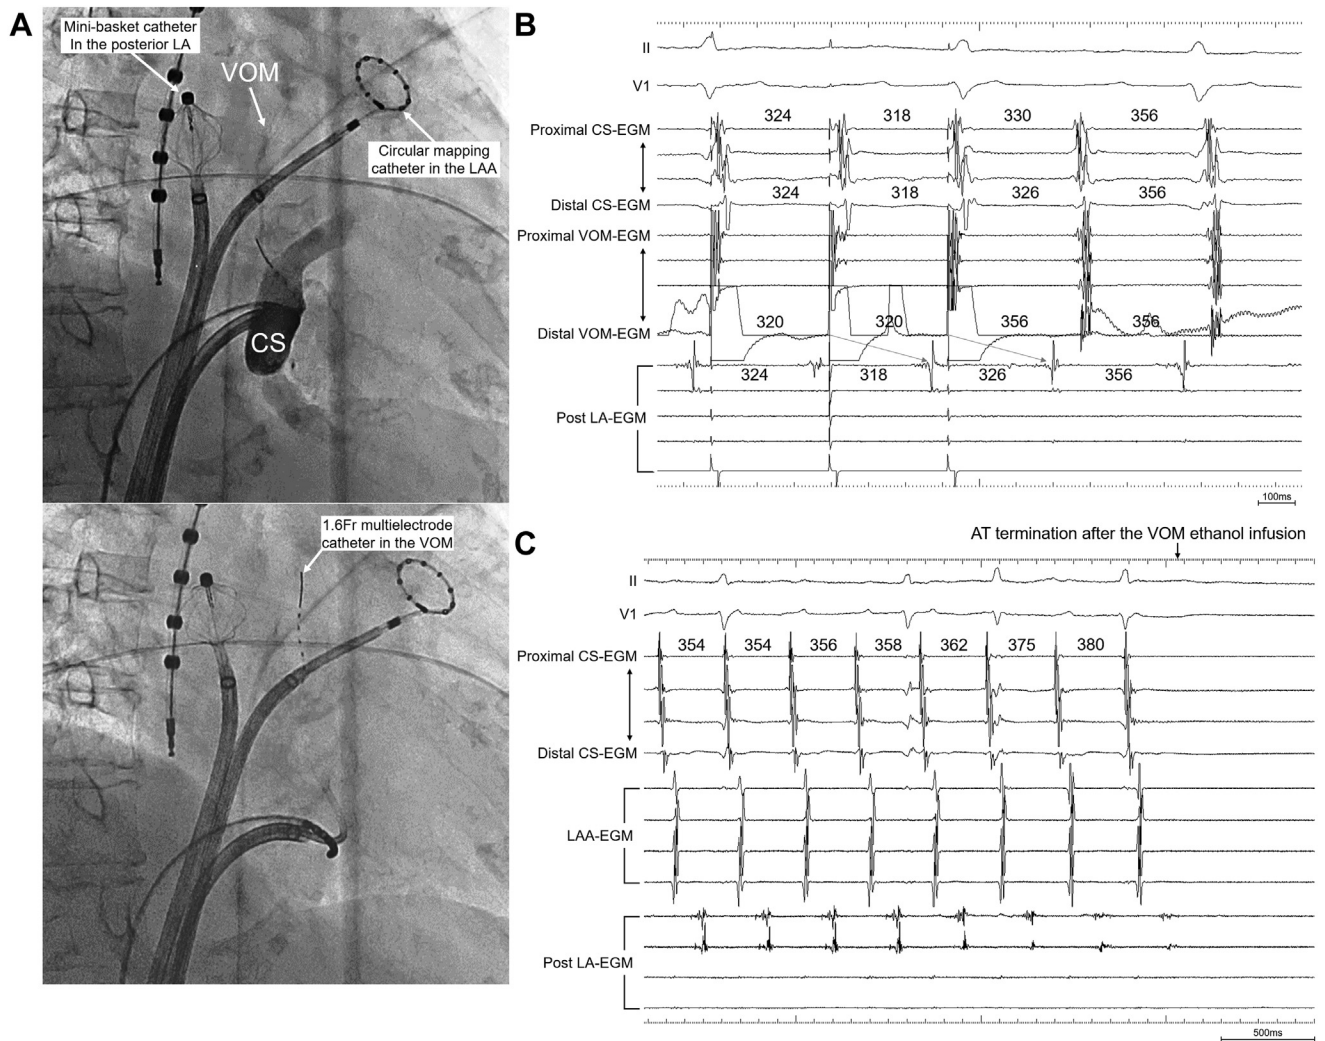 A
Mini-basket catheter
In the posterior LA
VOM
Circular mapping
catheter in the LAA
CS
1.6Fr multielectrode
catheter in the VOM
B
II
V1
324 318 330 356
Proximal CS-EGM
324 318 326 356
Distal CS-EGM
Proximal VOM-EGM
320 320 356 356
Distal VOM-EGM
324 318 326 356
Post LA-EGM
100ms
C
AT termination after the VOM ethanol infusion
II
V1
354 354 356 358 362 375 380
Proximal CS-EGM
Distal CS-EGM
LAA-EGM
Post LA-EGM
500ms